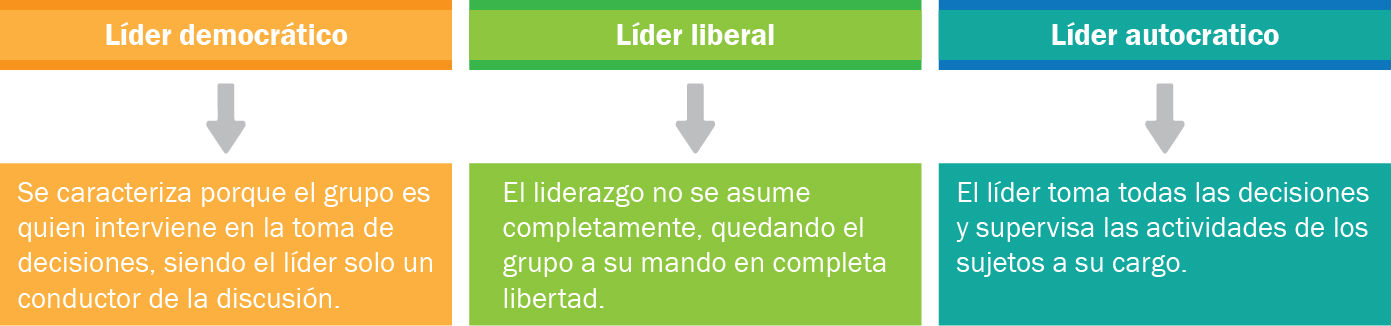 Líder democrático
Líder liberal
Líder autocratico
Se caracteriza porque el grupo es
quien interviene en la toma de
decisiones, siendo el líder solo un
conductor de la discusión.
El liderazgo no se asume
completamente, quedando el
grupo a su mando en completa
libertad.
El líder toma todas las decisiones
y supervisa las actividades de los
sujetos a su cargo.